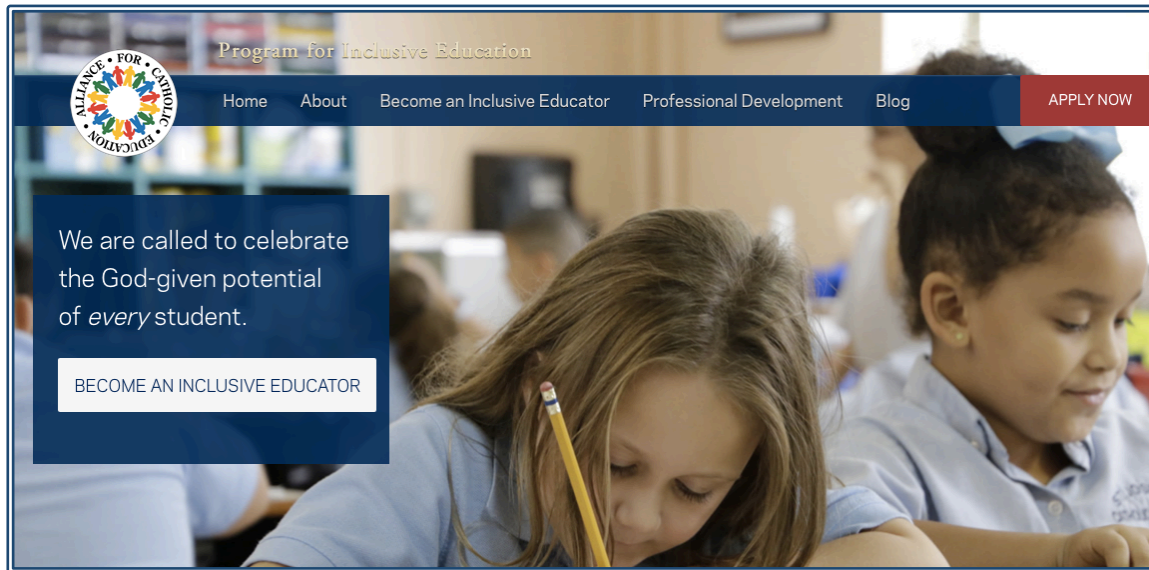 Program for Inclusive Education
ALLIANCE • FOR • CATHOLIC • EDUCATION •
Home About Become an Inclusive Educator Professional Development Blog APPLY NOW
We are called to celebrate
the God-given potential
of every student.
BECOME AN INCLUSIVE EDUCATOR